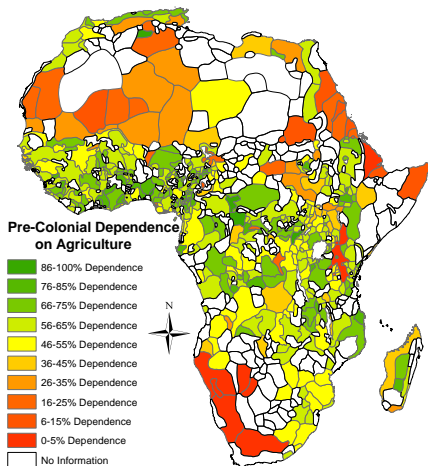 Pre-Colonial Dependence
on Agriculture
86-100% Dependence
76-85% Dependence
66-75% Dependence
56-65% Dependence
46-55% Dependence
36-45% Dependence
26-35% Dependence
16-25% Dependence
6-15% Dependence
0-5% Dependence
No Information
N